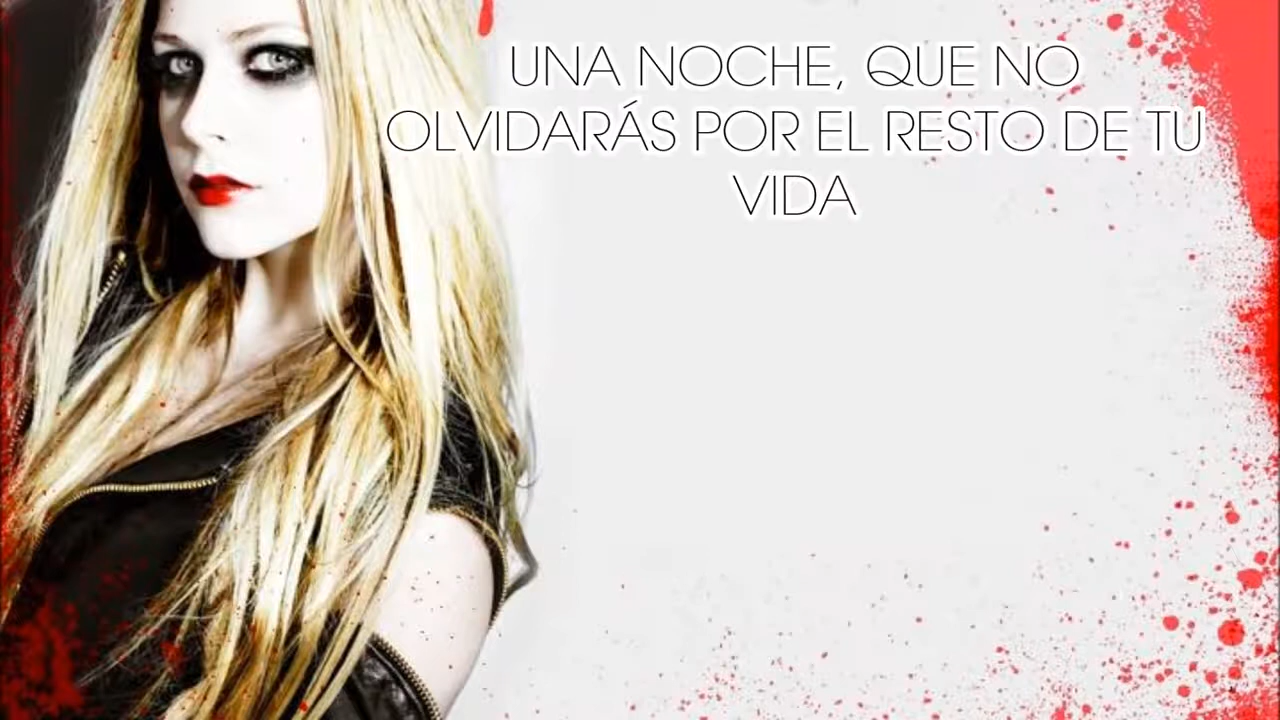 UNA NOCHE, QUE NO
OLVIDARÁS POR EL RESTO DE TU
VIDA